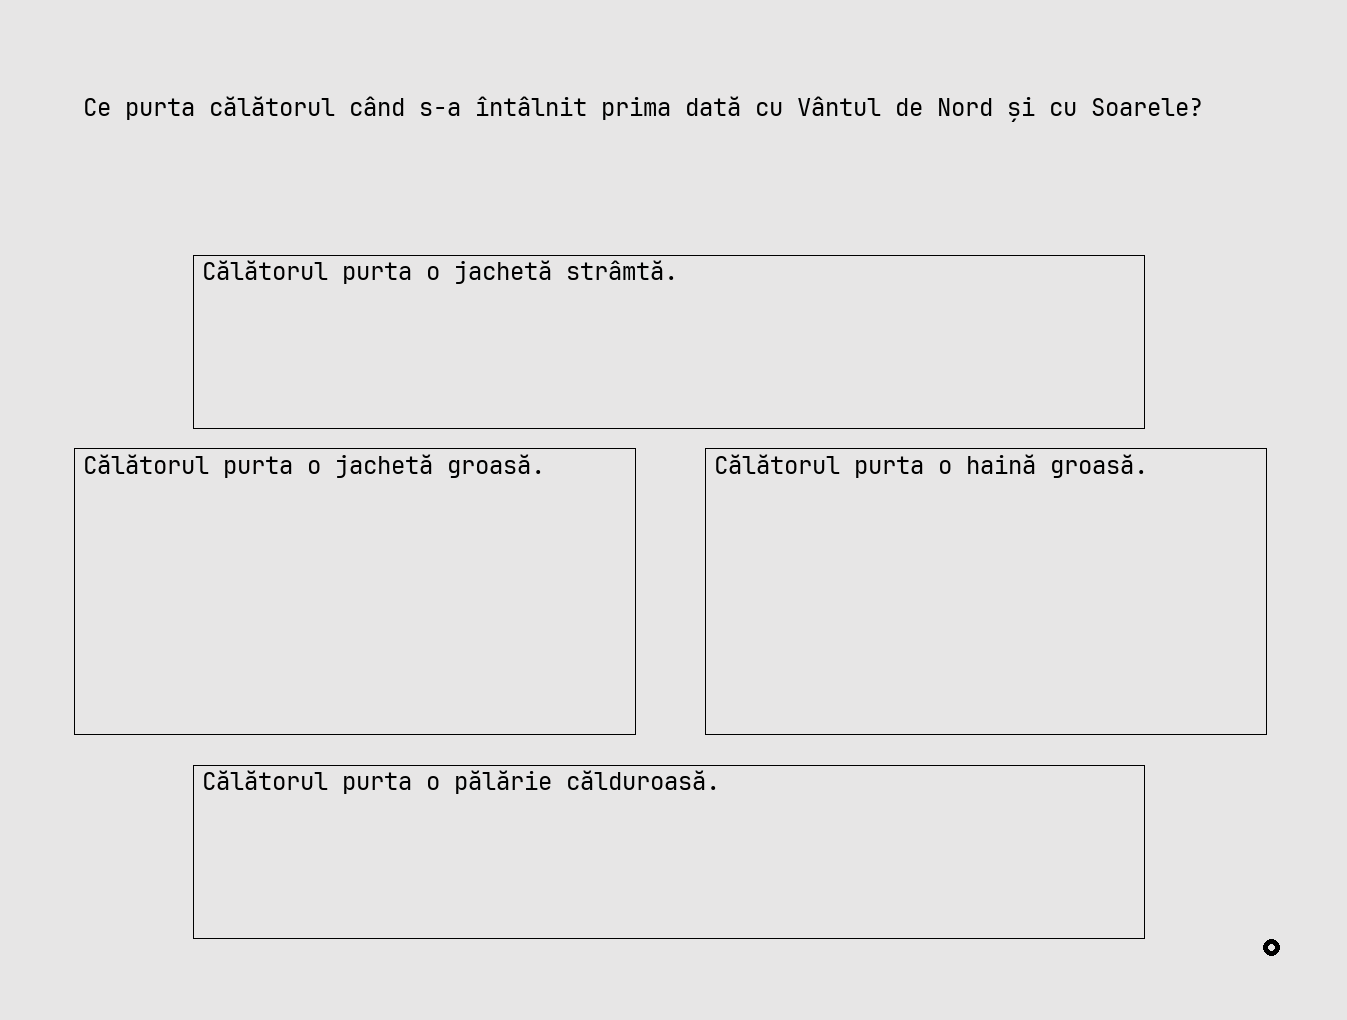 Ce purta călătorul când s-a întâlnit prima dată cu Vântul de Nord și cu Soarele?
Călătorul purta o jachetă strâmtă.
Călătorul purta o jachetă groasă.
Călătorul purta o haină groasă.
Călătorul purta o pălărie călduroasă.